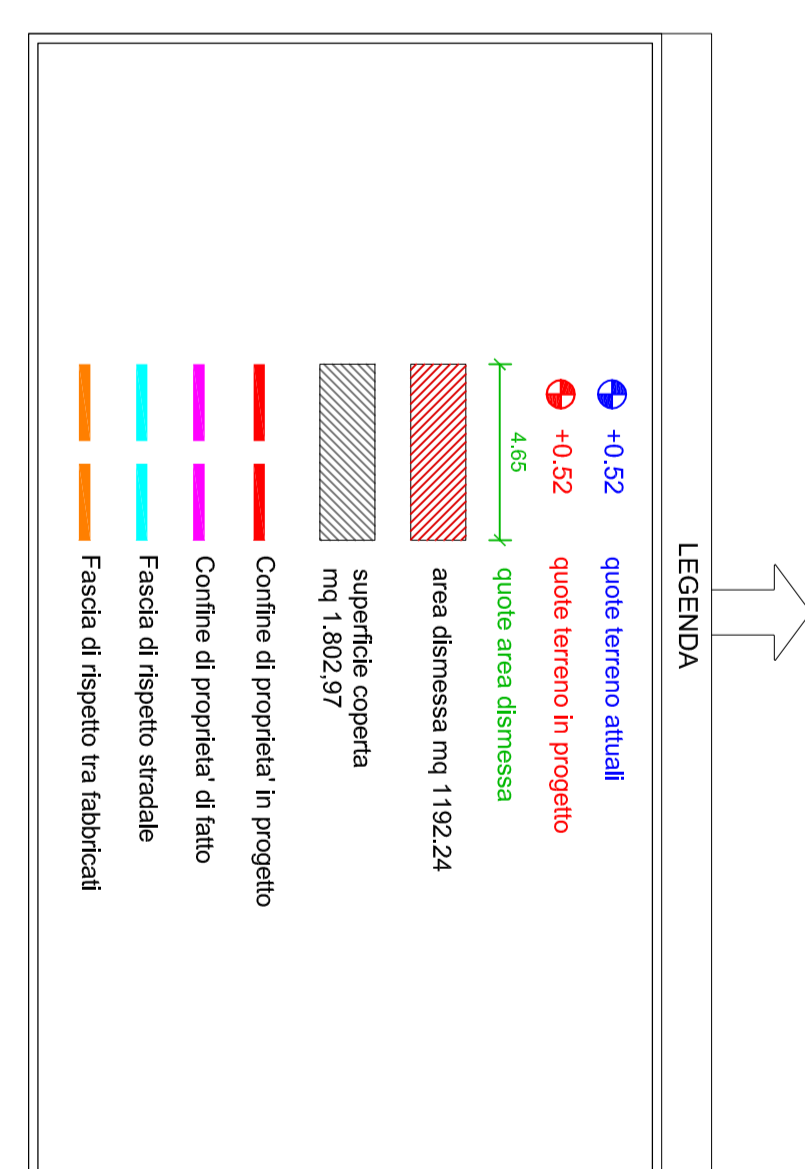 LEGENDA
+0.52 quote terreno attuali
+0.52 quote terreno in progetto
4.65 quote area dismessa
area dismessa mq 1192.24
superficie coperta
mq 1.802,97
Confine di proprieta' in progetto
Confine di proprieta' di fatto
Fascia di rispetto stradale
Fascia di rispetto tra fabbricati